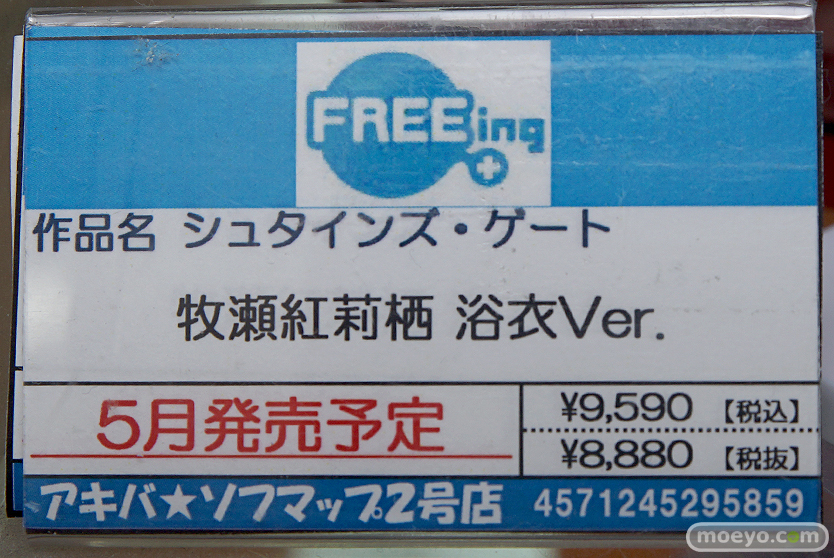 FREEing
作品名 シュタインズ・ゲート
牧瀬紅莉栖 浴衣Ver.
5月発売予定
¥9,590【税込】
¥8,880【税抜】
アキバ★ソフマップ2号店 4571245295859
moeyo.com